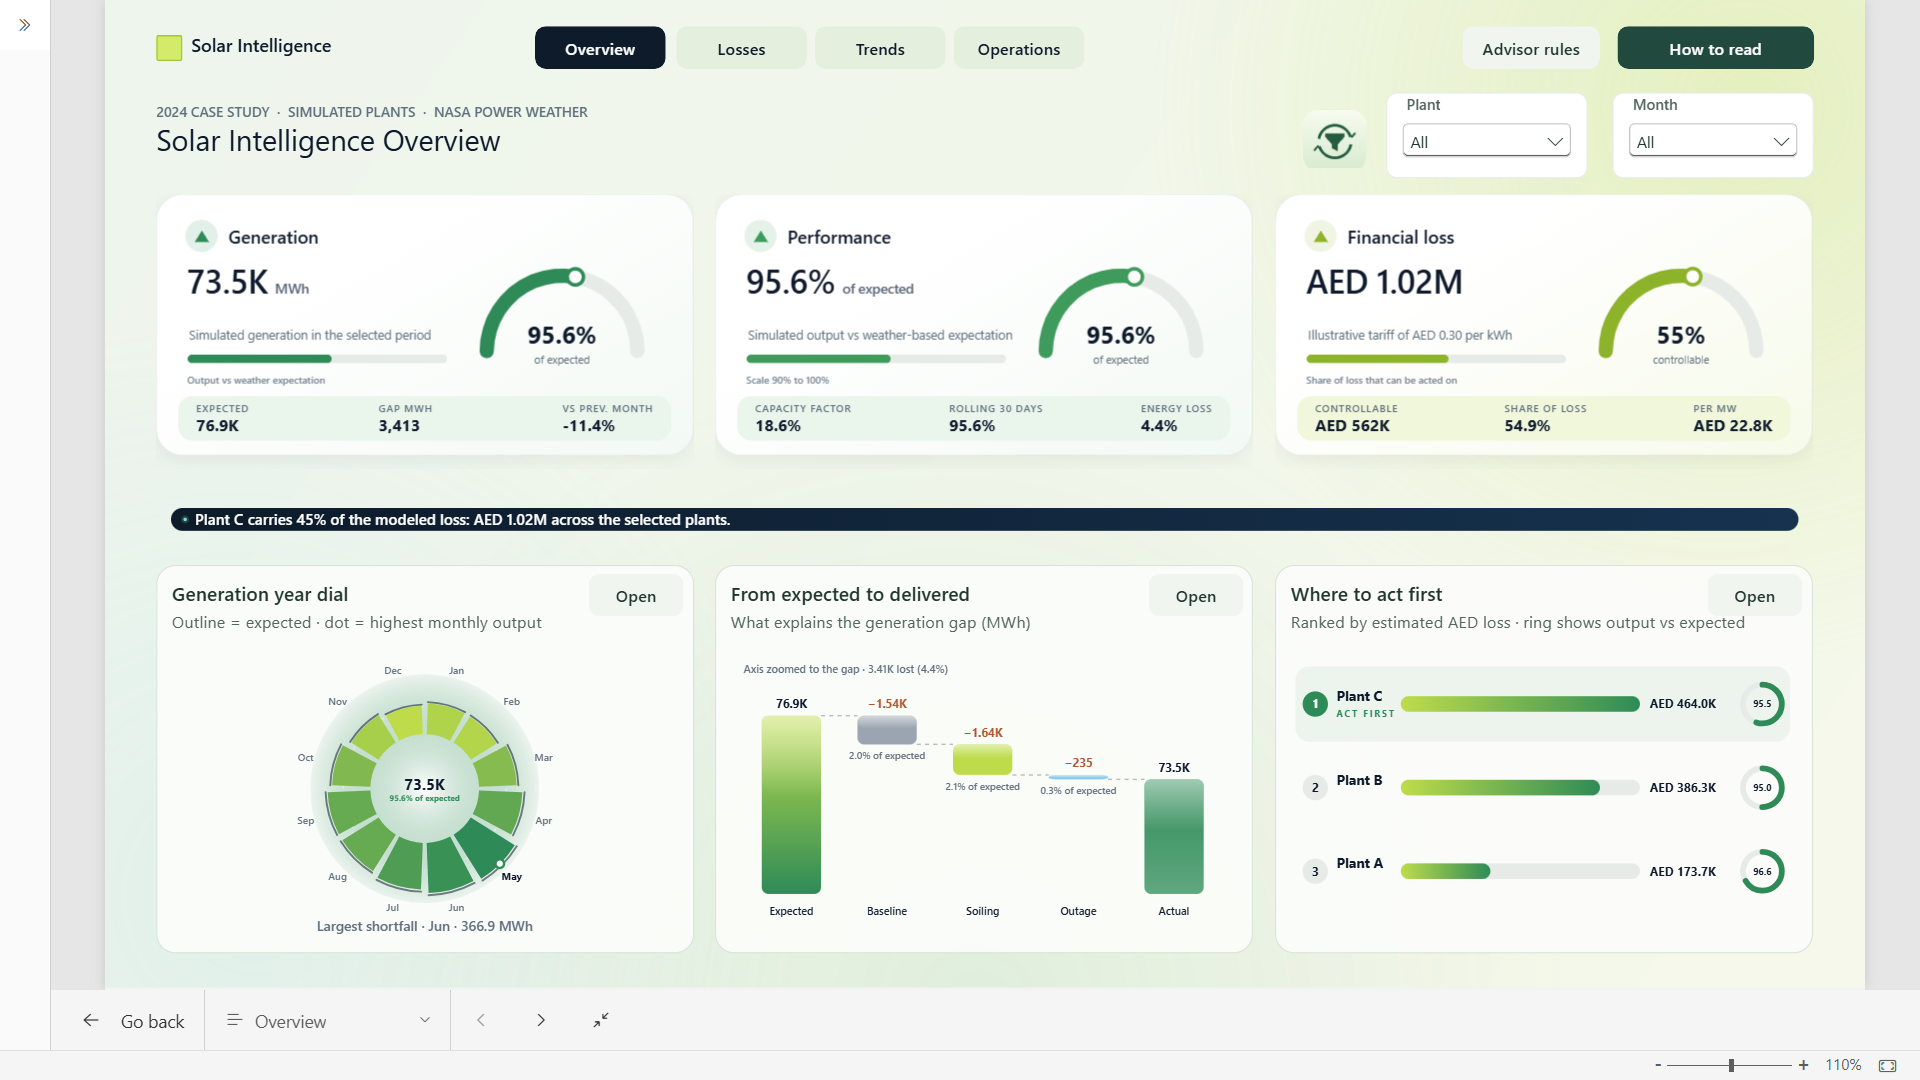 Solar Intelligence
Overview
Losses
Trends
Operations
Advisor rules
How to read
2024 CASE STUDY · SIMULATED PLANTS · NASA POWER WEATHER
Solar Intelligence Overview
Plant
All
Month
All
Generation
73.5K MWh
Simulated generation in the selected period
Output vs weather expectation
95.6%
of expected
EXPECTED
76.9K
GAP MWH
3,413
VS PREV. MONTH
-11.4%
Performance
95.6% of expected
Simulated output vs weather-based expectation
Scale 90% to 100%
95.6%
of expected
CAPACITY FACTOR
18.6%
ROLLING 30 DAYS
95.6%
ENERGY LOSS
4.4%
Financial loss
AED 1.02M
Illustrative tariff of AED 0.30 per kWh
Share of loss that can be acted on
55%
controllable
CONTROLLABLE
AED 562K
SHARE OF LOSS
54.9%
PER MW
AED 22.8K
Plant C carries 45% of the modeled loss: AED 1.02M across the selected plants.
Generation year dial
Open
Outline = expected · dot = highest monthly output
Dec
Jan
Nov
Feb
Oct
Mar
73.5K
95.6% of expected
Sep
Apr
Aug
May
Jul
Jun
Largest shortfall · Jun · 366.9 MWh
From expected to delivered
Open
What explains the generation gap (MWh)
Axis zoomed to the gap · 3.41K lost (4.4%)
76.9K
−1.54K
2.0% of expected
−1.64K
2.1% of expected
−235
0.3% of expected
73.5K
Expected
Baseline
Soiling
Outage
Actual
Where to act first
Open
Ranked by estimated AED loss · ring shows output vs expected
1
Plant C
ACT FIRST
AED 464.0K
95.5
2
Plant B
AED 386.3K
95.0
3
Plant A
AED 173.7K
96.6
Go back
Overview
- + 110%